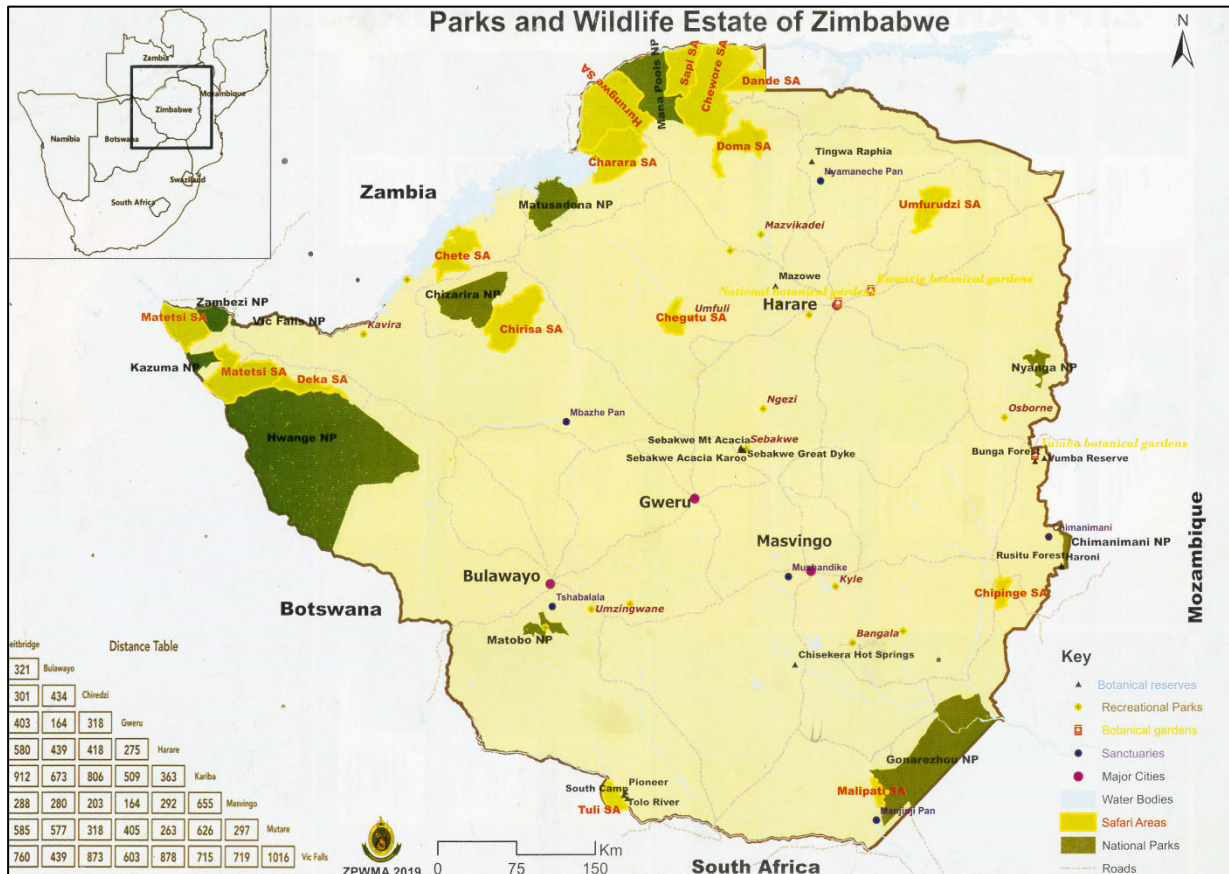 Parks and Wildlife Estate of Zimbabwe
N
Zambia
Mozambique
Zimbabwe
Namibia
Botswana
Swaziland
South Africa
Hurungwe SA
Mana Pools NP
Sapi SA
Chewore SA
Dande SA
Charara SA
Doma SA
Tingwa Raphia
Nyamaneche Pan
Zambia
Matusadona NP
Umfurudzi SA
Mazvikadei
Chete SA
Mazowe
Ewanrig botanical gardens
National botanical gardens
Chizarira NP
Harare
Zambezi NP
Matetsi SA
Vic Falls NP
Kavira
Chirisa SA
Chegutu SA
Umfuli
Kazuma NP
Matetsi SA
Deka SA
Nyanga NP
Ngezi
Osborne
Mbazhe Pan
Hwange NP
Sebakwe Mt Acacia
Sebakwe
Sebakwe Acacia Karoo
Sebakwe Great Dyke
Vumba botanical gardens
Bunga Forest
Vumba Reserve
Gweru
Mozambique
Chimanimani
Chimanimani NP
Masvingo
Rusitu Forest
Haroni
Mushandike
Kyle
Bulawayo
Chipinge SA
Tshabalala
Umzingwane
Botswana
Matobo NP
Bangala
Chisekera Hot Springs
Gonarezhou NP
Malipati SA
Manjinji Pan
Pioneer
South Camp
Tolo River
Tuli SA
South Africa
Distance Table
eitbridge
321 Bulawayo
301 434 Chiredzi
403 164 318 Gweru
580 439 418 275 Harare
912 673 806 509 363 Kariba
288 280 203 164 292 655 Masvingo
585 577 318 405 263 626 297 Mutare
760 439 873 603 878 715 719 1016 Vic Falls
ZPWMA 2019
Km
0 75 150
Key
Botanical reserves
Recreational Parks
Botanical gardens
Sanctuaries
Major Cities
Water Bodies
Safari Areas
National Parks
Roads